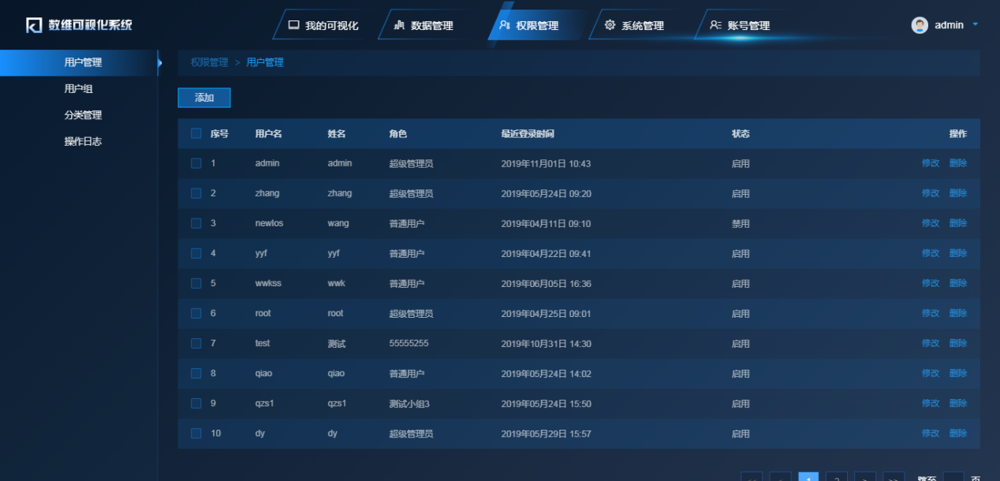 数维可视化系统 我的可视化 数据管理 权限管理 系统管理 账号管理 admin
用户管理
用户组
分类管理
操作日志
权限管理 > 用户管理
添加
序号 用户名 姓名 角色 最近登录时间 状态 操作
1 admin admin 超级管理员 2019年11月01日 10:43 启用 修改 删除
2 zhang zhang 超级管理员 2019年05月24日 09:20 启用 修改 删除
3 newlos wang 普通用户 2019年04月11日 09:10 禁用 修改 删除
4 yyf yyf 普通用户 2019年04月22日 09:41 启用 修改 删除
5 wwkss wwk 普通用户 2019年06月05日 16:36 启用 修改 删除
6 root root 超级管理员 2019年04月25日 09:01 启用 修改 删除
7 test 测试 55555255 2019年10月31日 14:30 启用 修改 删除
8 qiao qiao 普通用户 2019年05月24日 14:02 启用 修改 删除
9 qzs1 qzs1 测试小组3 2019年05月24日 15:50 启用 修改 删除
10 dy dy 超级管理员 2019年05月29日 15:57 启用 修改 删除
<< < 1 2 > >> 跳至 页